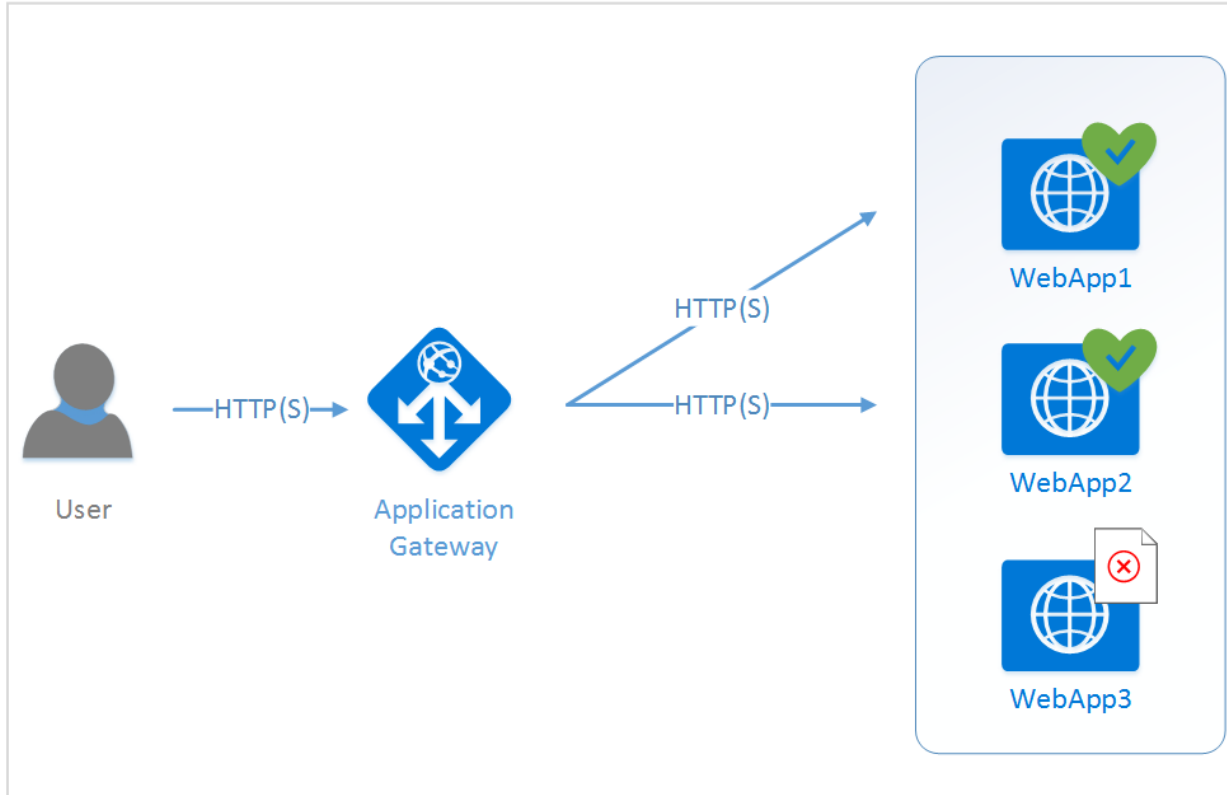 WebApp1
HTTP(S)
HTTP(S)
HTTP(S)
WebApp2
User
Application
Gateway
WebApp3